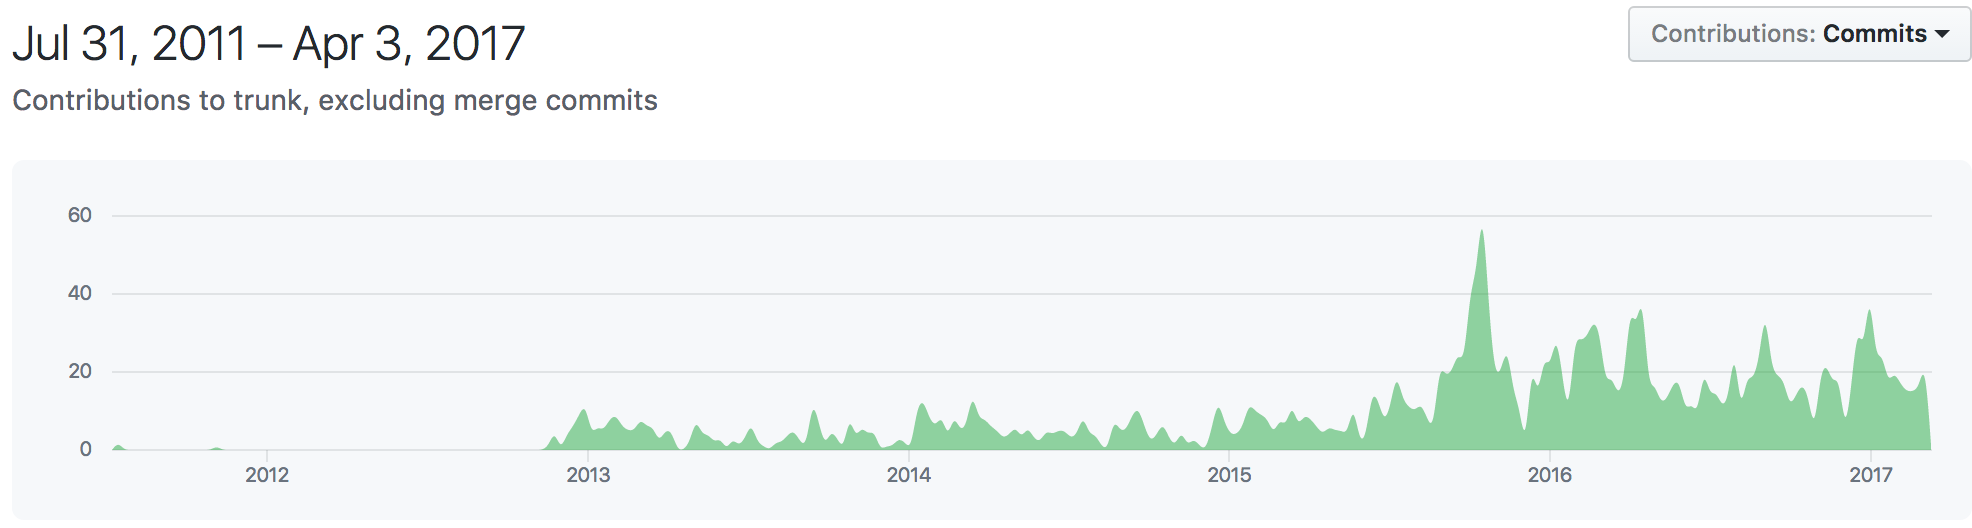 Jul 31, 2011 – Apr 3, 2017
Contributions: Commits
Contributions to trunk, excluding merge commits
60
40
20
0
2012 2013 2014 2015 2016 2017